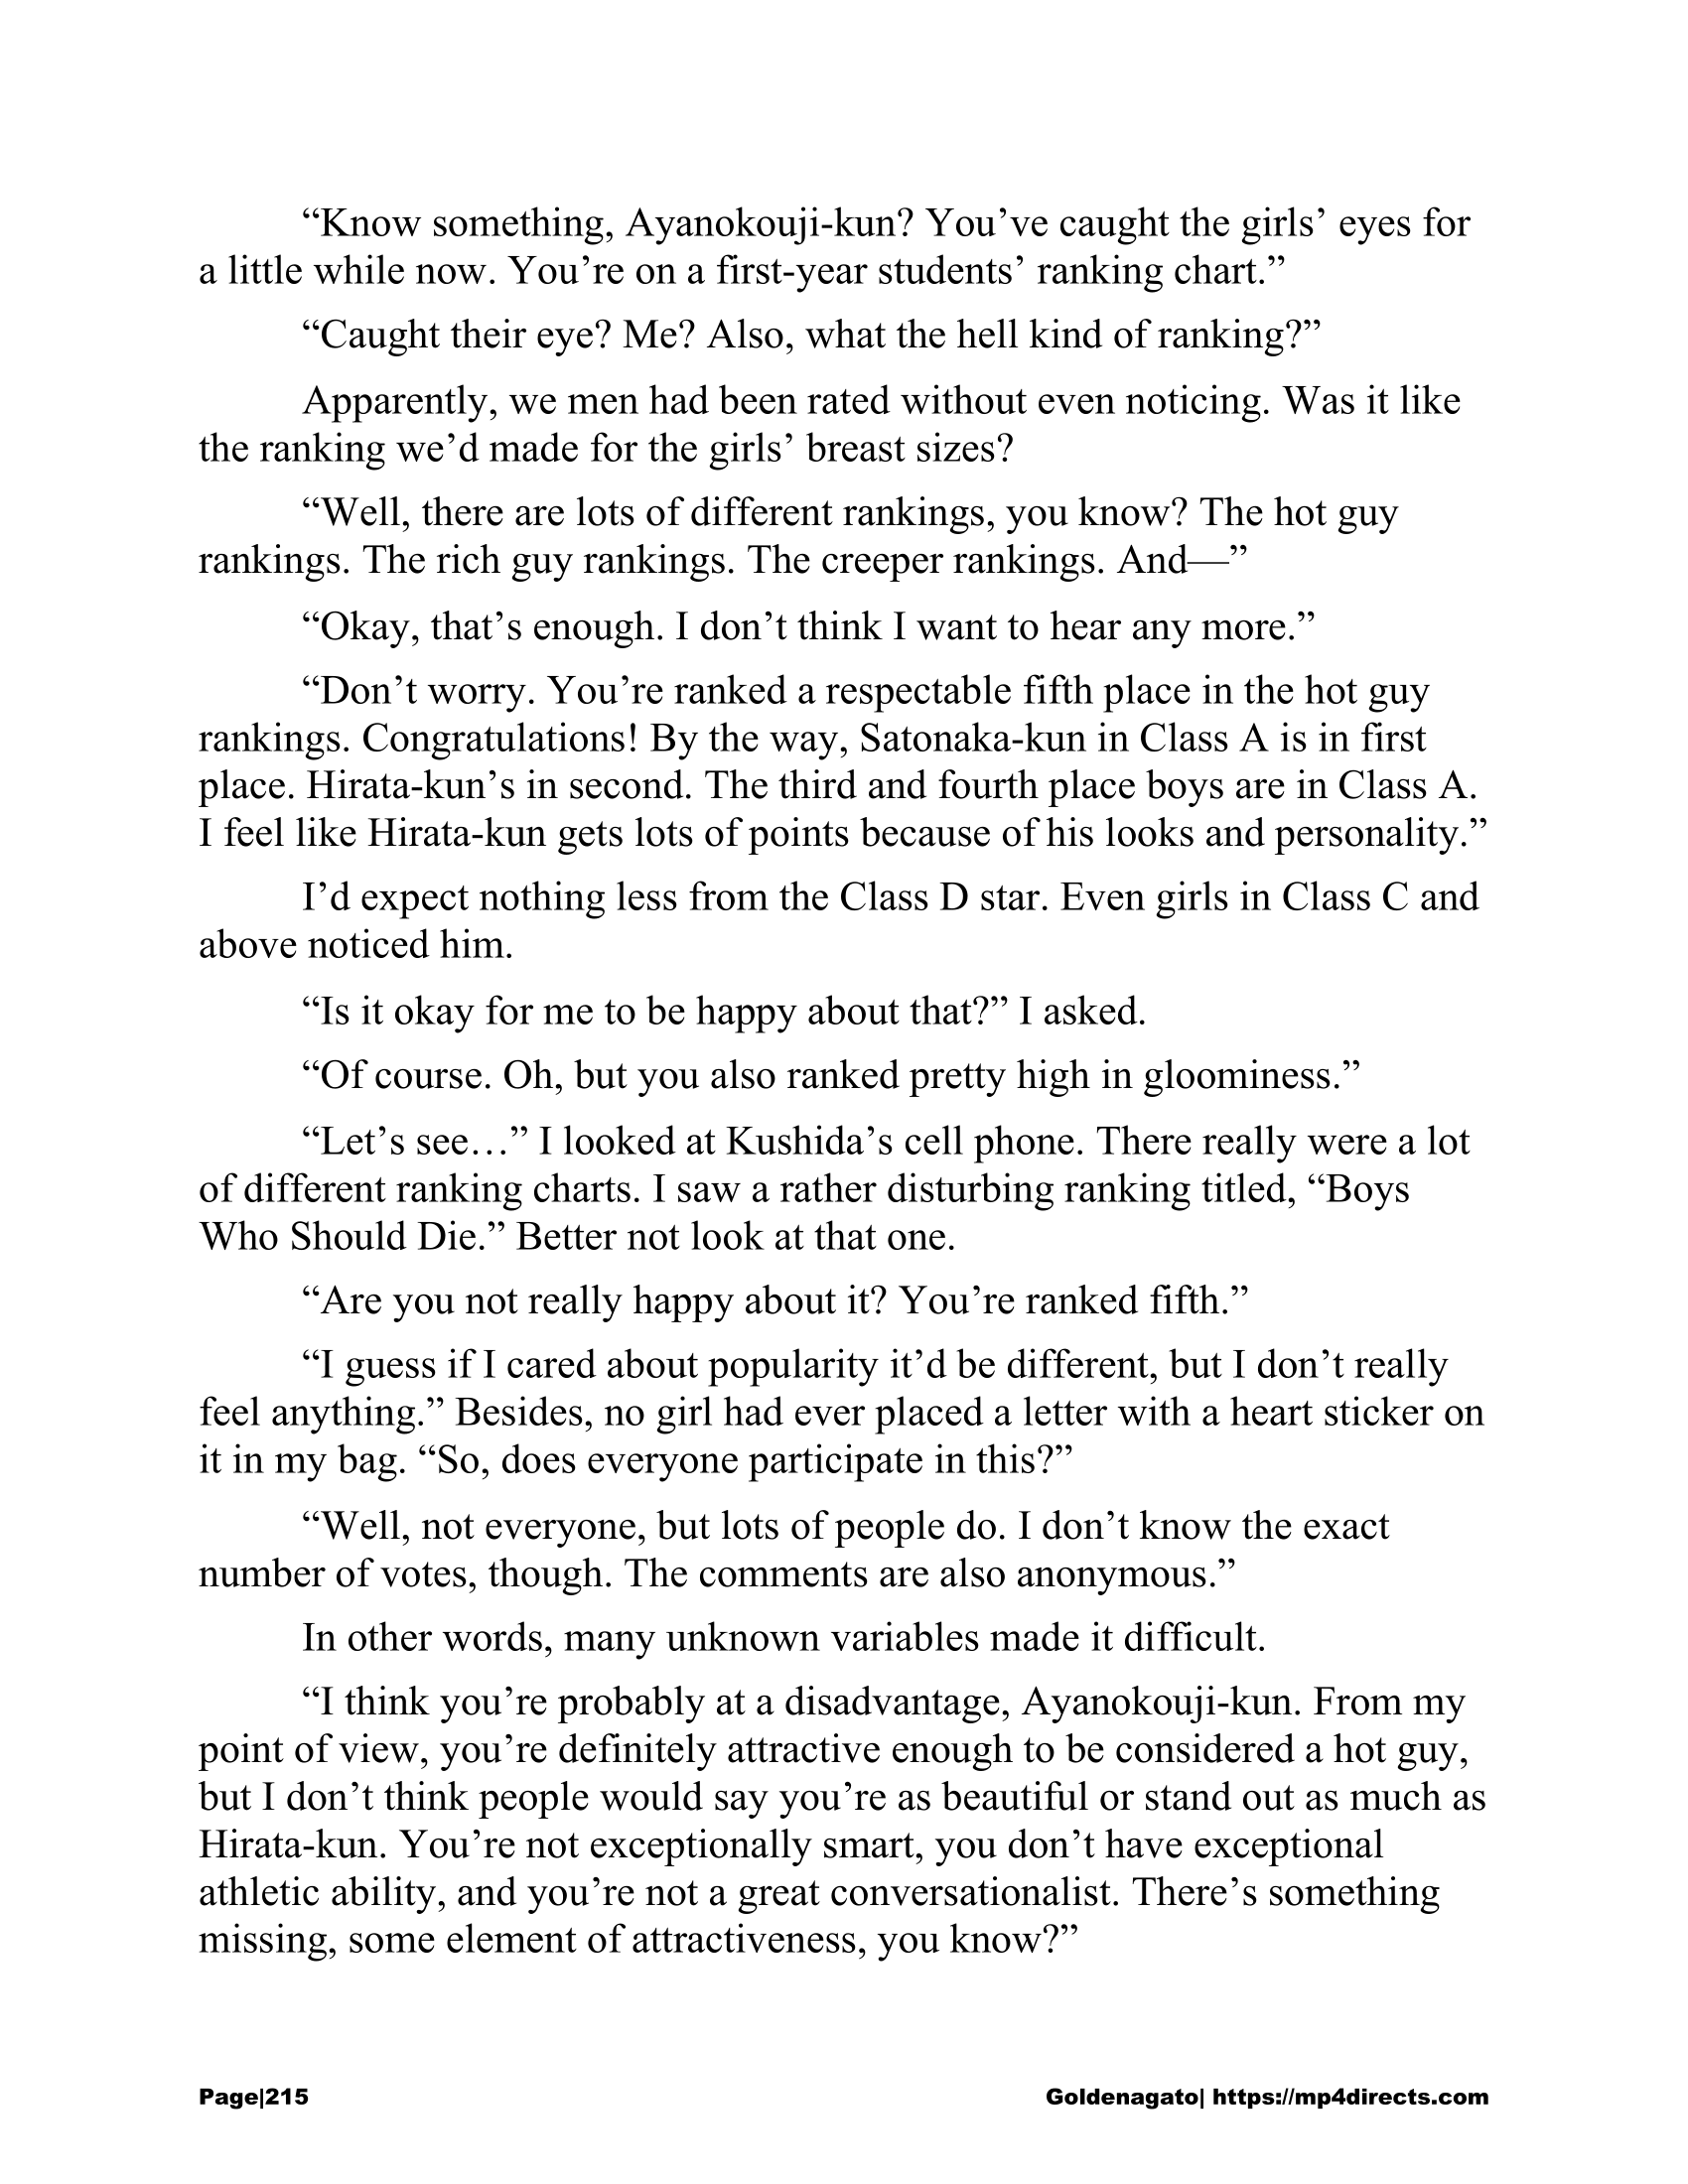 “Know something, Ayanokouji-kun? You’ve caught the girls’ eyes for
a little while now. You’re on a first-year students’ ranking chart.”
“Caught their eye? Me? Also, what the hell kind of ranking?”
Apparently, we men had been rated without even noticing. Was it like
the ranking we’d made for the girls’ breast sizes?
“Well, there are lots of different rankings, you know? The hot guy
rankings. The rich guy rankings. The creeper rankings. And—”
“Okay, that’s enough. I don’t think I want to hear any more.”
“Don’t worry. You’re ranked a respectable fifth place in the hot guy
rankings. Congratulations! By the way, Satonaka-kun in Class A is in first
place. Hirata-kun’s in second. The third and fourth place boys are in Class A.
I feel like Hirata-kun gets lots of points because of his looks and personality.”
I’d expect nothing less from the Class D star. Even girls in Class C and
above noticed him.
“Is it okay for me to be happy about that?” I asked.
“Of course. Oh, but you also ranked pretty high in gloominess.”
“Let’s see…” I looked at Kushida’s cell phone. There really were a lot
of different ranking charts. I saw a rather disturbing ranking titled, “Boys
Who Should Die.” Better not look at that one.
“Are you not really happy about it? You’re ranked fifth.”
“I guess if I cared about popularity it’d be different, but I don’t really
feel anything.” Besides, no girl had ever placed a letter with a heart sticker on
it in my bag. “So, does everyone participate in this?”
“Well, not everyone, but lots of people do. I don’t know the exact
number of votes, though. The comments are also anonymous.”
In other words, many unknown variables made it difficult.
“I think you’re probably at a disadvantage, Ayanokouji-kun. From my
point of view, you’re definitely attractive enough to be considered a hot guy,
but I don’t think people would say you’re as beautiful or stand out as much as
Hirata-kun. You’re not exceptionally smart, you don’t have exceptional
athletic ability, and you’re not a great conversationalist. There’s something
missing, some element of attractiveness, you know?”
Page|215 Goldenagato| https://mp4directs.com